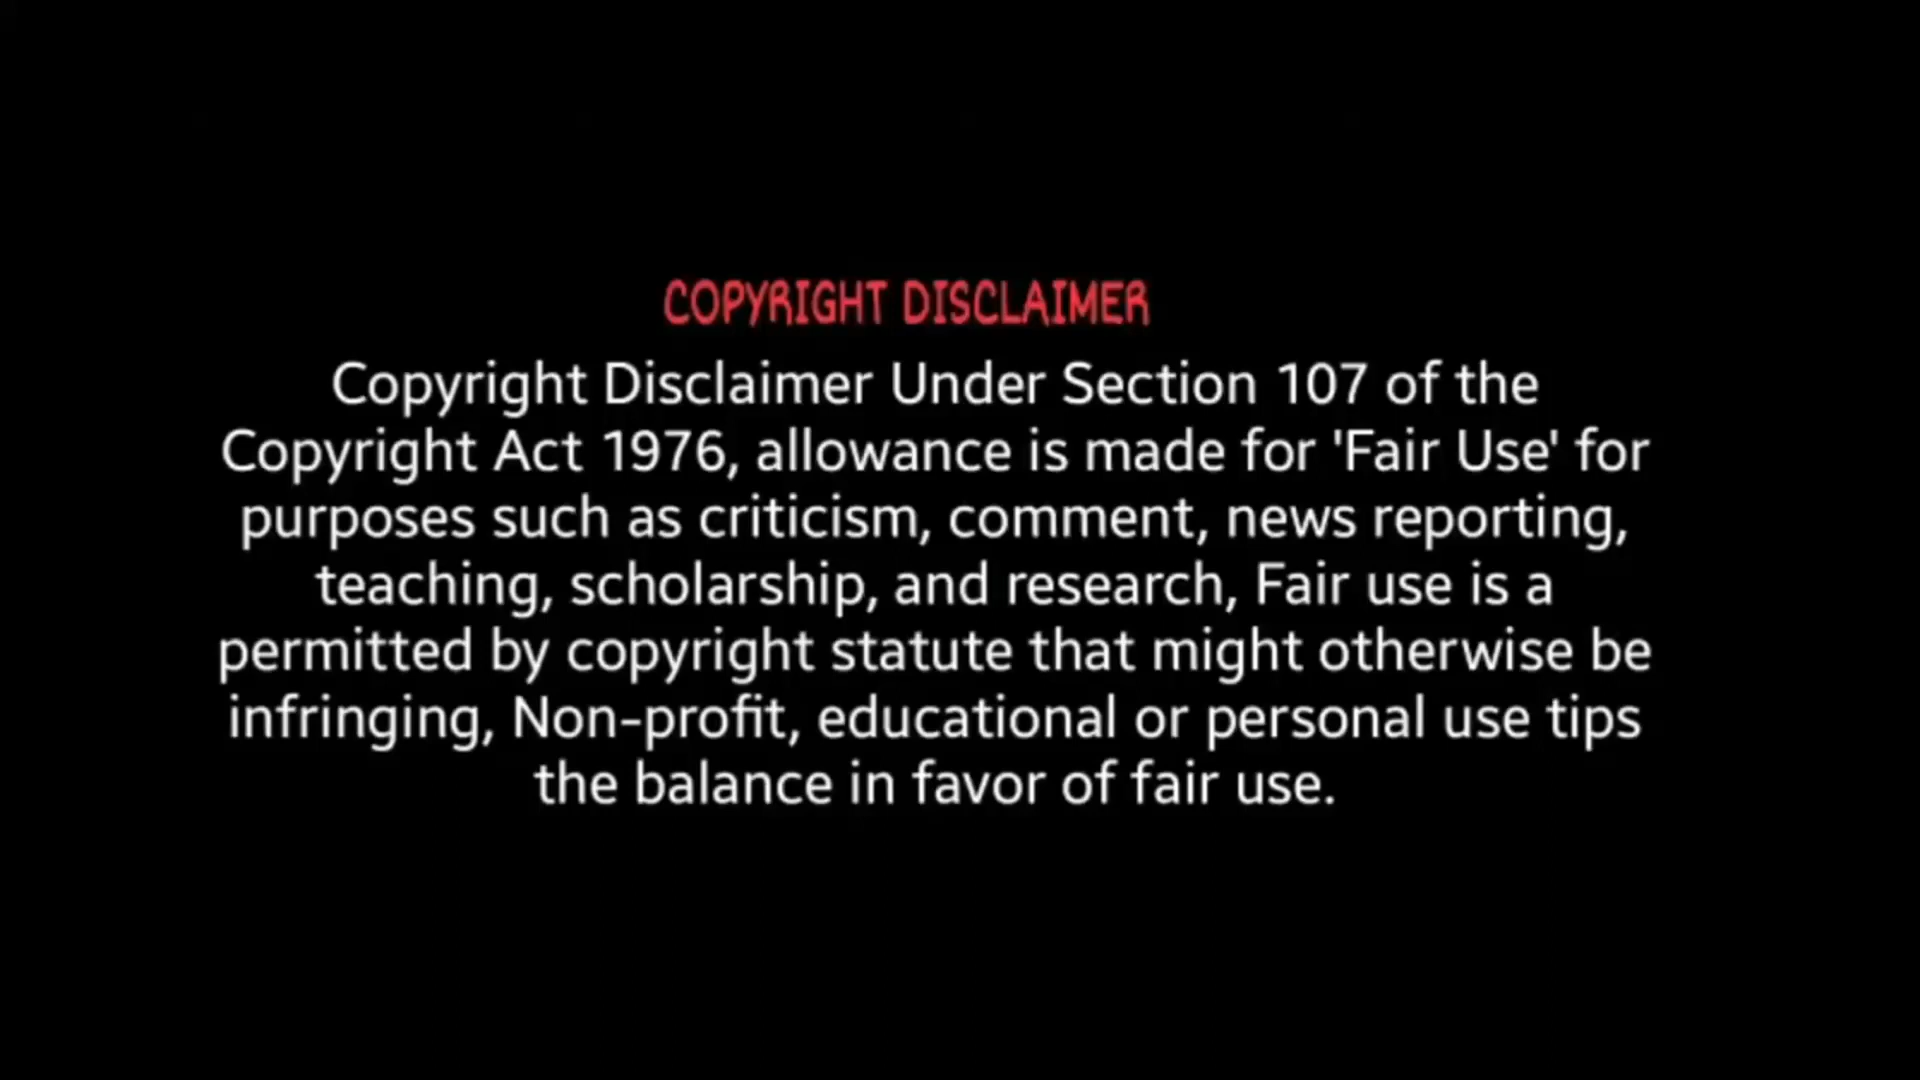 COPYRIGHT DISCLAIMER
Copyright Disclaimer Under Section 107 of the
Copyright Act 1976, allowance is made for 'Fair Use' for
purposes such as criticism, comment, news reporting,
teaching, scholarship, and research, Fair use is a
permitted by copyright statute that might otherwise be
infringing, Non-profit, educational or personal use tips
the balance in favor of fair use.